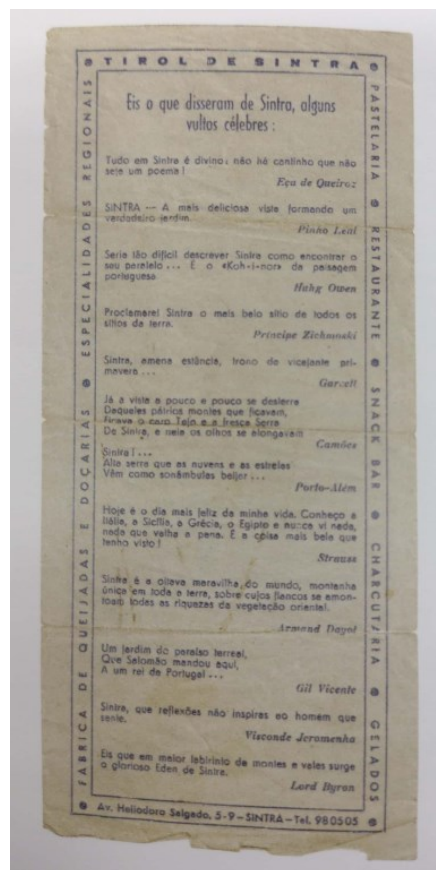 TIROL DE SINTRA
Eis o que disseram de Sintra, alguns
vultos célebres :
Tudo em Sintra é divino; não há cantinho que não
seja um poema !
Eça de Queiroz
SINTRA — A mais deliciosa vista formando um
verdadeiro jardim.
Pinho Leal
Seria tão difícil descrever Sintra como encontrar o
seu paralelo ... É o «Koh-i-nor» da paisagem
portuguesa.
Huhg Owen
Proclamarei Sintra o mais belo sítio de todos os
sítios da terra.
Príncipe
Sintra, amena estância, trono de vicejante pri-
mavera ...
Já a vista a pouco e pouco se desterra
Daqueles pátrios montes que ficavam,
Ficava o caro Tejo e a fresca Serra
De Sintra, e nela os olhos se alongavam
Camões
Sintra ! ...
Alta serra que as nuvens e as estrelas
Vêm como sonâmbulas beijar ...
Porto-Além
Hoje é o dia mais feliz da minha vida. Conheço a
Itália, a Sicília, a Grécia, o Egipto e nunca vi nada,
nada que valha a pena. É a coisa mais bela que
tenho visto !
Strauss
Sintra é a oitava maravilha do mundo, montanha
única em toda a terra, sobre cujos flancos se amon-
toam todas as riquezas da vegetação oriental.
Armand Dayot
Um jardim do paraíso terreal,
Que Salomão mandou aqui,
A um rei de Portugal ...
Gil Vicente
Sintra, que reflexões não inspiras ao homem que
sente.
Visconde Jeromenha
Eis que em maior labirinto de montes e vales surge
o glorioso Eden de Sintra.
Lord Byron
Av. Heliodoro Salgado, 5-9 – SINTRA – Tel. 980505
FABRICA DE QUEIJADAS E DOÇARIAS ● ESPECIALIDADES REGIONAIS
PASTELARIA ● RESTAURANTE ● SNACK BAR ● CHARCUTARIA ● GELADOS